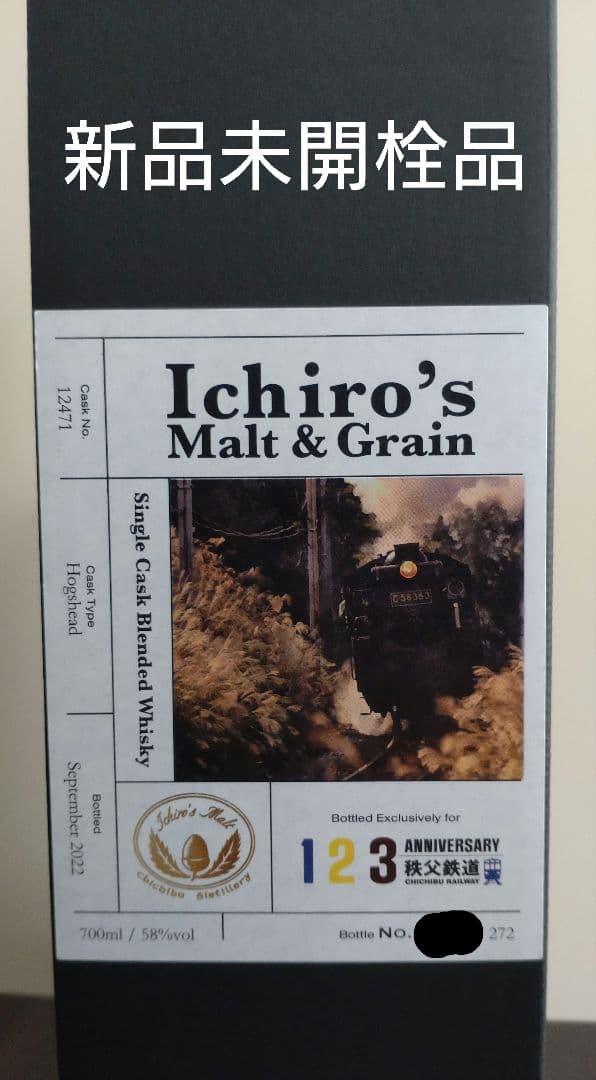 新品未開栓品
Ichiro's
Malt & Grain
Cask No.
12471
Cask Type
Hogshead
Bottled
September 2022
Single Cask Blended Whisky
C58363
Ichiro's Malt
Chichibu Distillery
Bottled Exclusively for
123 ANNIVERSARY
秩父鉄道
CHICHIBU RAILWAY
700ml / 58%vol
Bottle No. 272